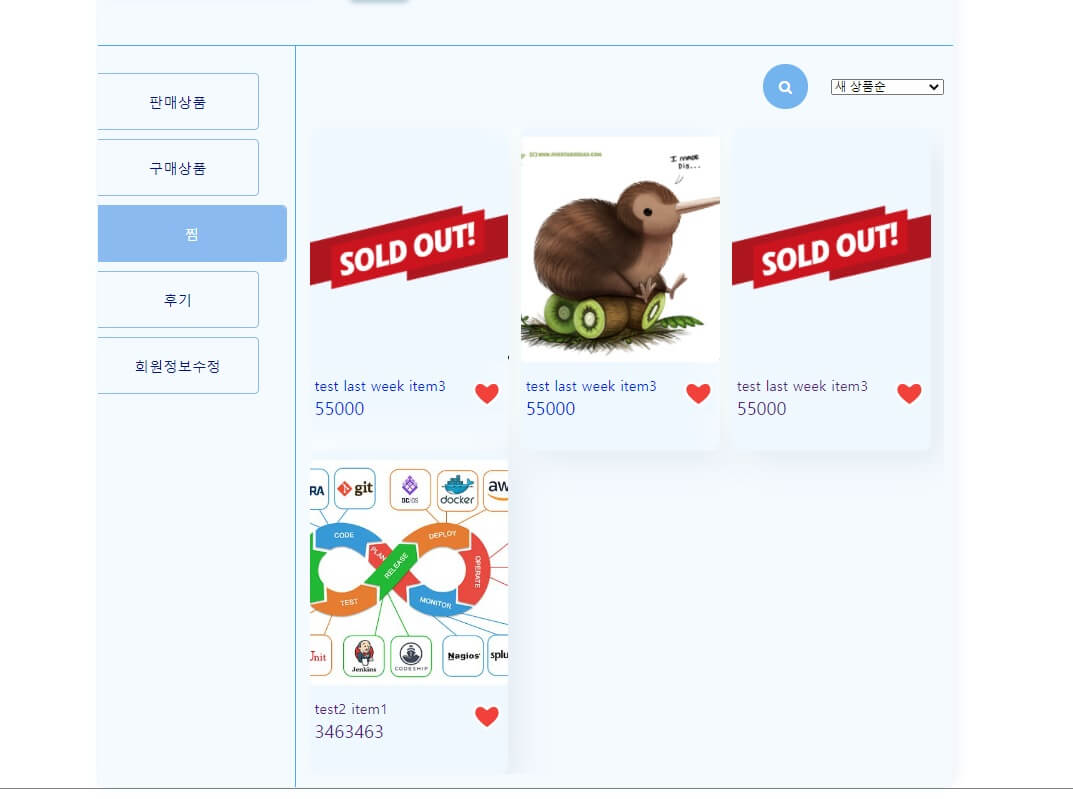 새 상품순
판매상품
구매상품
찜
후기
회원정보수정
SOLD OUT!
test last week item3
55000
I made
Dis...
test last week item3
55000
SOLD OUT!
test last week item3
55000
RA
git
DC/OS
docker
aw
CODE
PLAN
RELEASE
DEPLOY
OPERATE
TEST
MONITOR
Unit
Jenkins
CODESHIP
Nagios
splu
test2 item1
3463463